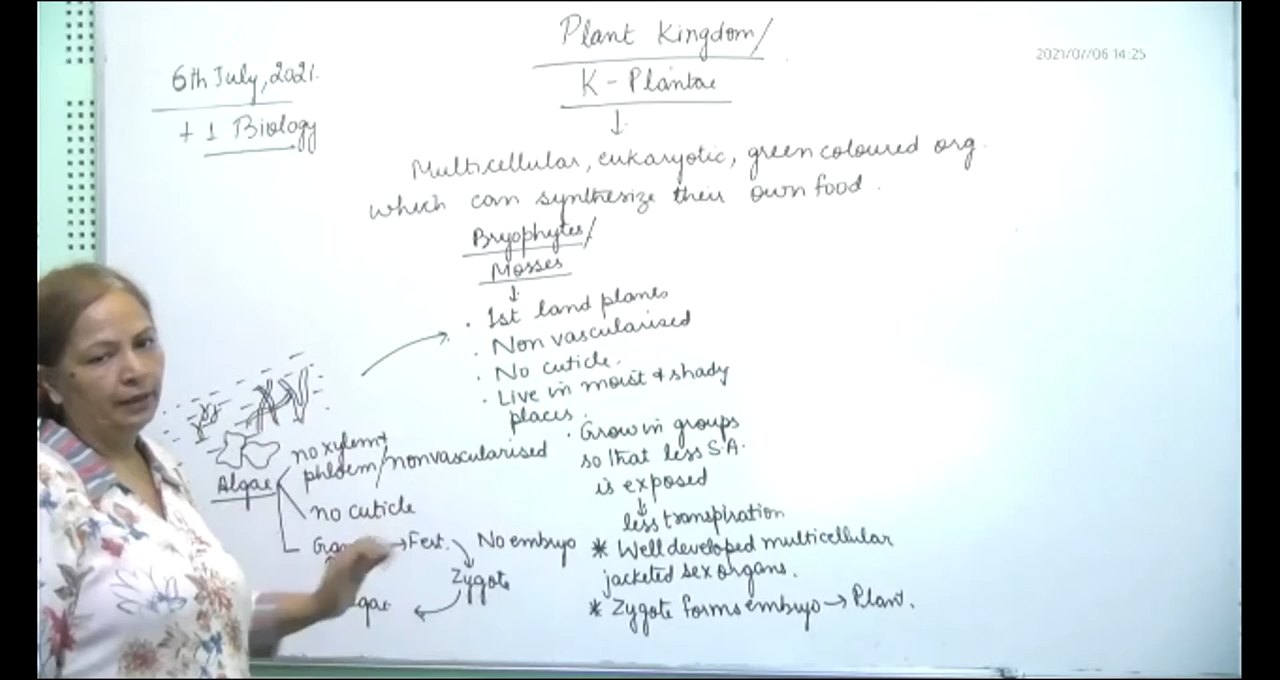 Plant Kingdom/
K - Plantae
2021/07/06 14:25
6th July, 2021.
+ 1 Biology
↓
Multicellular, eukaryotic, green coloured org.
which can synthesize their own food.
Bryophytes/
Mosses
↓
· 1st land plants
· Non vascularised
· No cuticle.
· Live in moist & shady
places.
· Grow in groups
so that less S.A.
is exposed
↓
less transpiration
* Well developed multicellular
jacketed sex organs.
* Zygote forms embryo → Plant.
Algae
no xylem +
phloem/nonvascularised
no cuticle
→ Fert. No embryo
Zygote